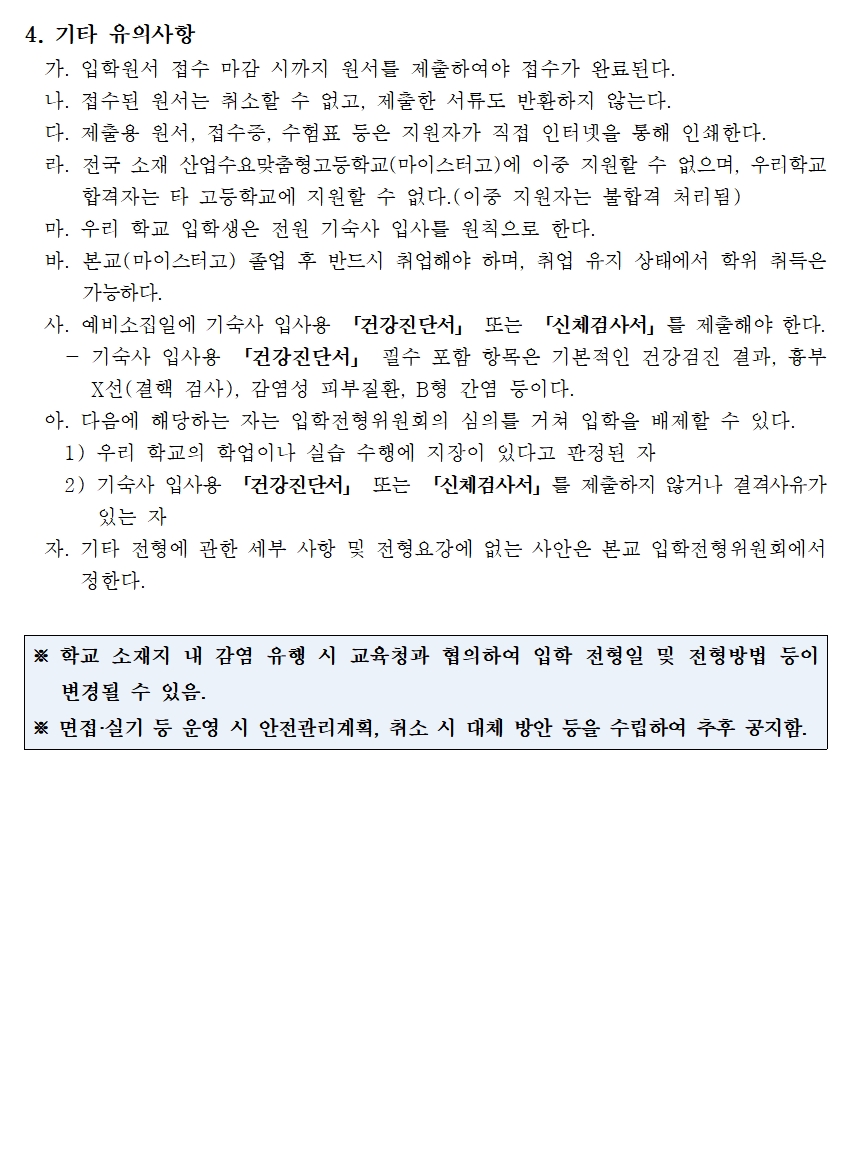 4. 기타 유의사항
가. 입학원서 접수 마감 시까지 원서를 제출하여야 접수가 완료된다.
나. 접수된 원서는 취소할 수 없고, 제출한 서류도 반환하지 않는다.
다. 제출용 원서, 접수증, 수험표 등은 지원자가 직접 인터넷을 통해 인쇄한다.
라. 전국 소재 산업수요맞춤형고등학교(마이스터고)에 이중 지원할 수 없으며, 우리학교
합격자는 타 고등학교에 지원할 수 없다.(이중 지원자는 불합격 처리됨)
마. 우리 학교 입학생은 전원 기숙사 입사를 원칙으로 한다.
바. 본교(마이스터고) 졸업 후 반드시 취업해야 하며, 취업 유지 상태에서 학위 취득은
가능하다.
사. 예비소집일에 기숙사 입사용 「건강진단서」 또는 「신체검사서」를 제출해야 한다.
- 기숙사 입사용 「건강진단서」 필수 포함 항목은 기본적인 건강검진 결과, 흉부
X선(결핵 검사), 감염성 피부질환, B형 간염 등이다.
아. 다음에 해당하는 자는 입학전형위원회의 심의를 거쳐 입학을 배제할 수 있다.
1) 우리 학교의 학업이나 실습 수행에 지장이 있다고 판정된 자
2) 기숙사 입사용 「건강진단서」 또는 「신체검사서」를 제출하지 않거나 결격사유가
있는 자
자. 기타 전형에 관한 세부 사항 및 전형요강에 없는 사안은 본교 입학전형위원회에서
정한다.
※ 학교 소재지 내 감염 유행 시 교육청과 협의하여 입학 전형일 및 전형방법 등이
변경될 수 있음.
※ 면접·실기 등 운영 시 안전관리계획, 취소 시 대체 방안 등을 수립하여 추후 공지함.